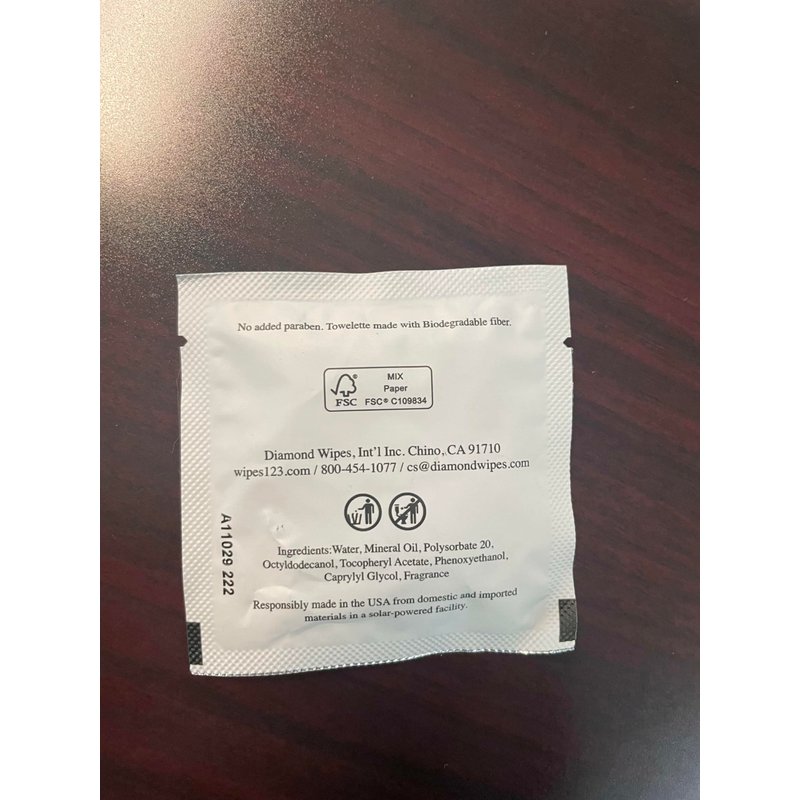 No added paraben. Towelette made with Biodegradable fiber.
FSC®
MIX
Paper
FSC® C109834
Diamond Wipes, Int'l Inc. Chino, CA 91710
wipes123.com / 800-454-1077 / cs@diamondwipes.com
A11029 222
Ingredients: Water, Mineral Oil, Polysorbate 20,
Octyldodecanol, Tocopheryl Acetate, Phenoxyethanol,
Caprylyl Glycol, Fragrance
Responsibly made in the USA from domestic and imported
materials in a solar-powered facility.